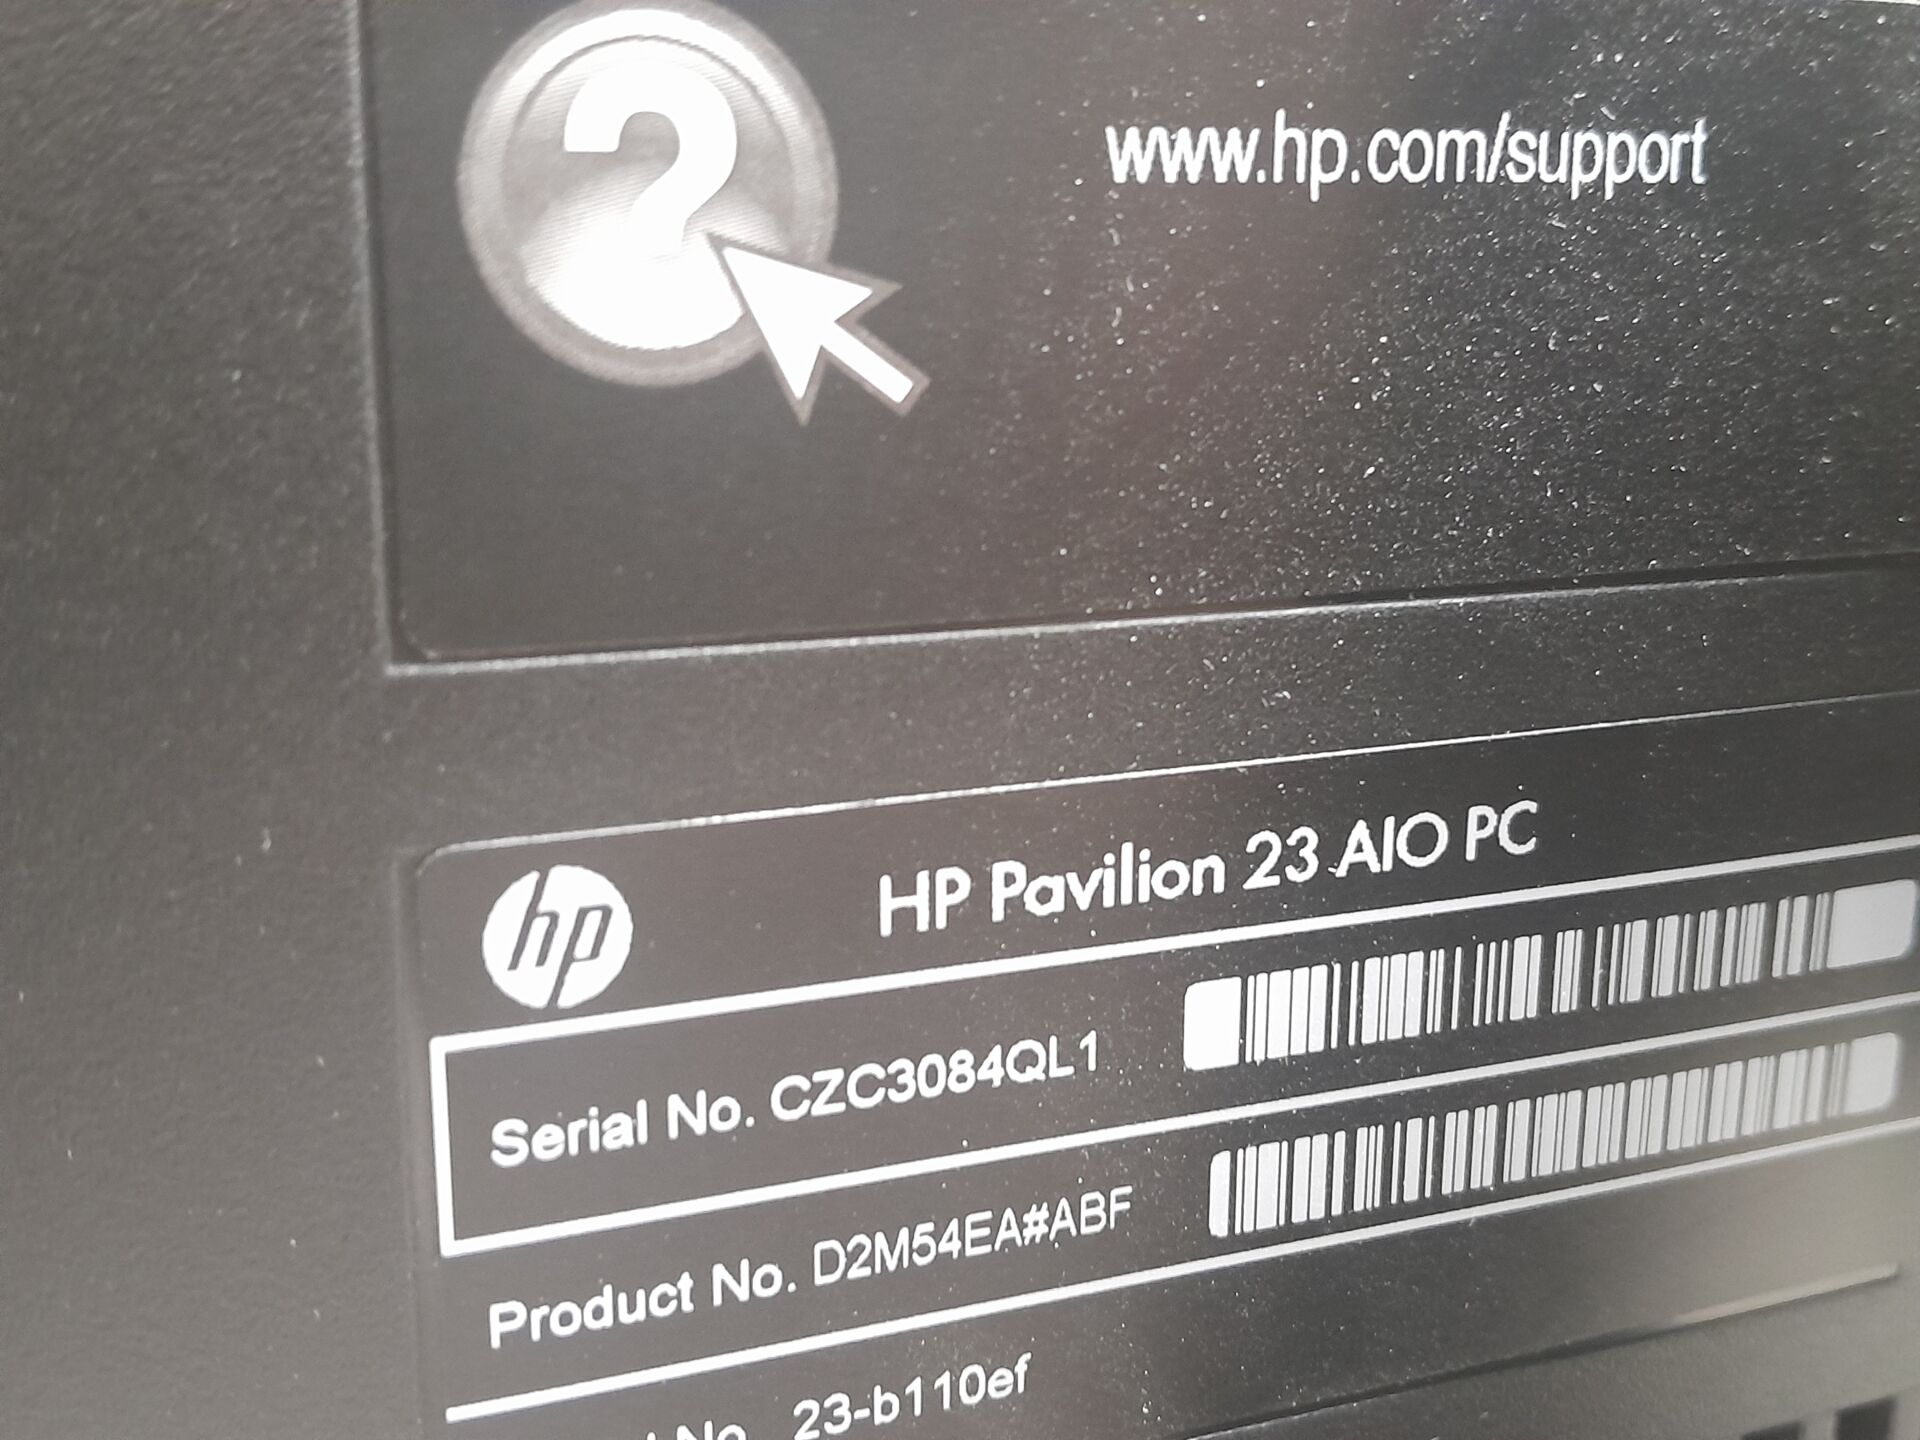 ?
www.hp.com/support
hp
HP Pavilion 23 AIO PC
Serial No. CZC3084QL1
Product No. D2M54EA#ABF
No. 23-b110ef